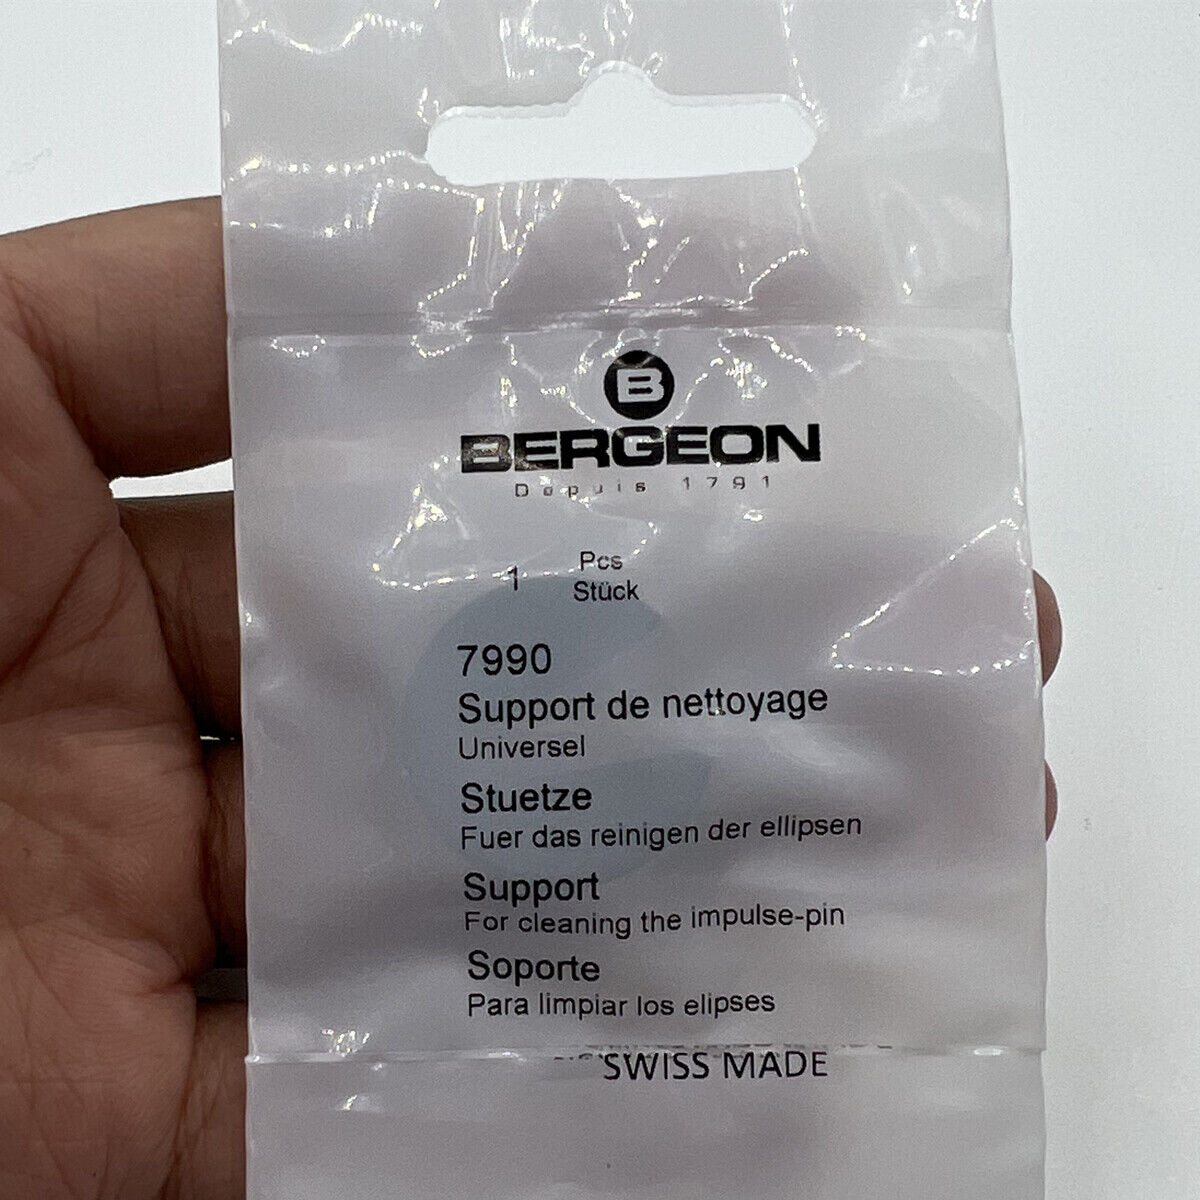 B
BERGEON
Depuis 1791
1 Pcs
Stück
7990
Support de nettoyage
Universel
Stuetze
Fuer das reinigen der ellipsen
Support
For cleaning the impulse-pin
Soporte
Para limpiar los elipses
SWISS MADE